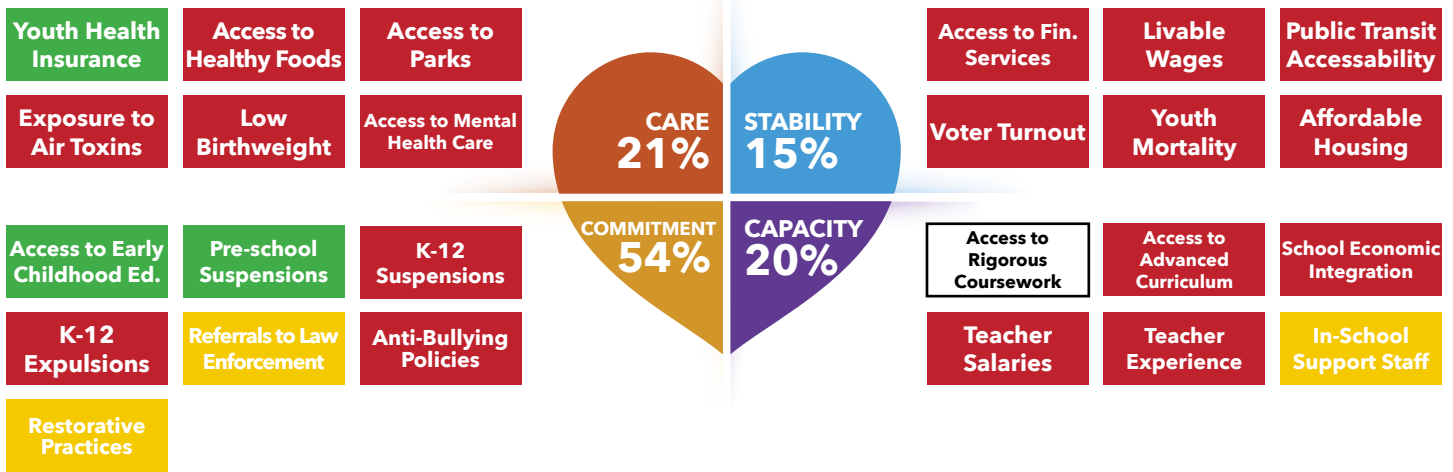 Youth Health
Insurance
Access to
Healthy Foods
Access to
Parks
Exposure to
Air Toxins
Low
Birthweight
Access to Mental
Health Care
CARE
21%
STABILITY
15%
Access to Fin.
Services
Livable
Wages
Public Transit
Accessability
Voter Turnout
Youth
Mortality
Affordable
Housing
Access to Early
Childhood Ed.
Pre-school
Suspensions
K-12
Suspensions
K-12
Expulsions
Referrals to Law
Enforcement
Anti-Bullying
Policies
Restorative
Practices
COMMITMENT
54%
CAPACITY
20%
Access to
Rigorous
Coursework
Access to
Advanced
Curriculum
School Economic
Integration
Teacher
Salaries
Teacher
Experience
In-School
Support Staff